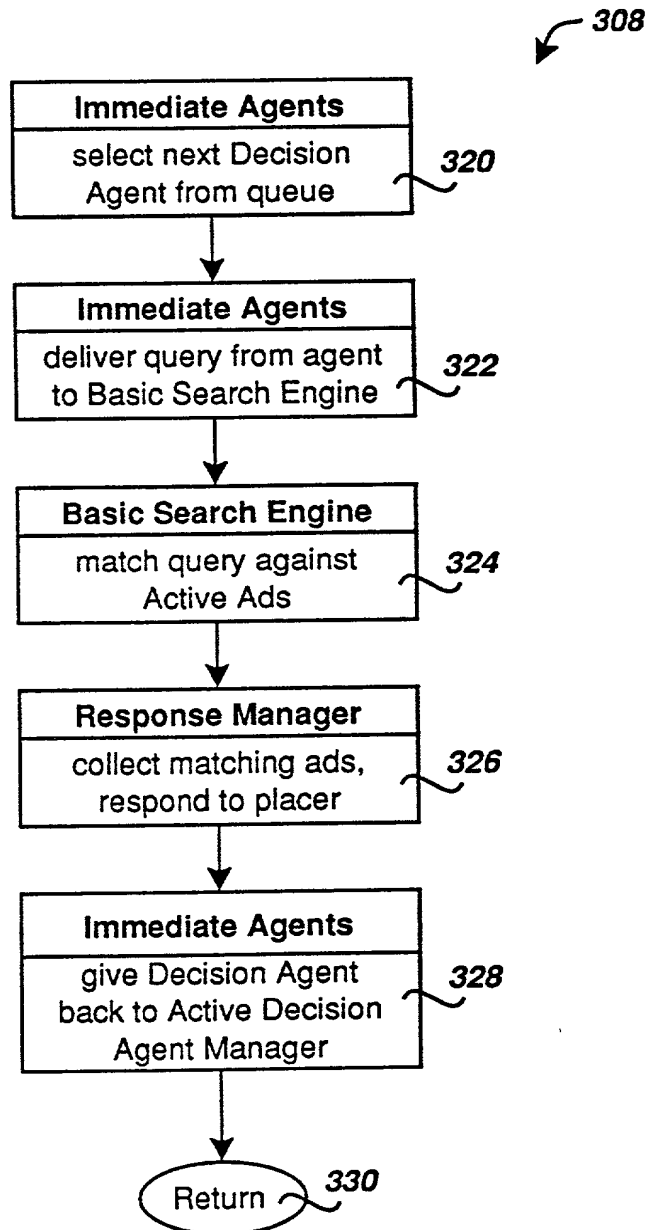 308
Immediate Agents
select next Decision
Agent from queue
320
Immediate Agents
deliver query from agent
to Basic Search Engine
322
Basic Search Engine
match query against
Active Ads
324
Response Manager
collect matching ads,
respond to placer
326
Immediate Agents
give Decision Agent
back to Active Decision
Agent Manager
328
Return
330